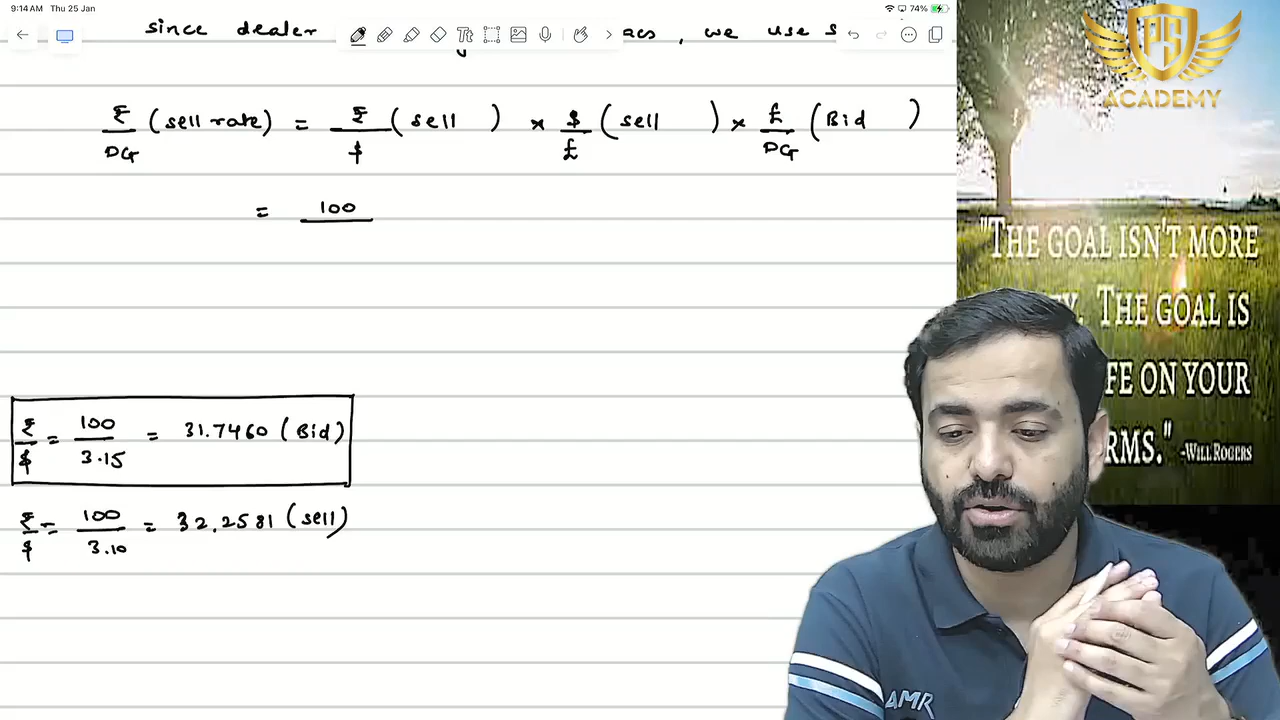 9:14 AM Thu 25 Jan
74%
since dealer we use
₹/DG (sell rate) = ₹/$ (sell ) × $/£ (sell ) × £/DG (Bid )
= 100
₹/$ = 100/3.15 = 31.7460 (Bid)
₹/$ = 100/3.10 = 32.2581 (sell)
PS
ACADEMY
"THE GOAL ISN'T MORE
THE GOAL IS
FE ON YOUR
RMS." -WILL ROGERS
AMR